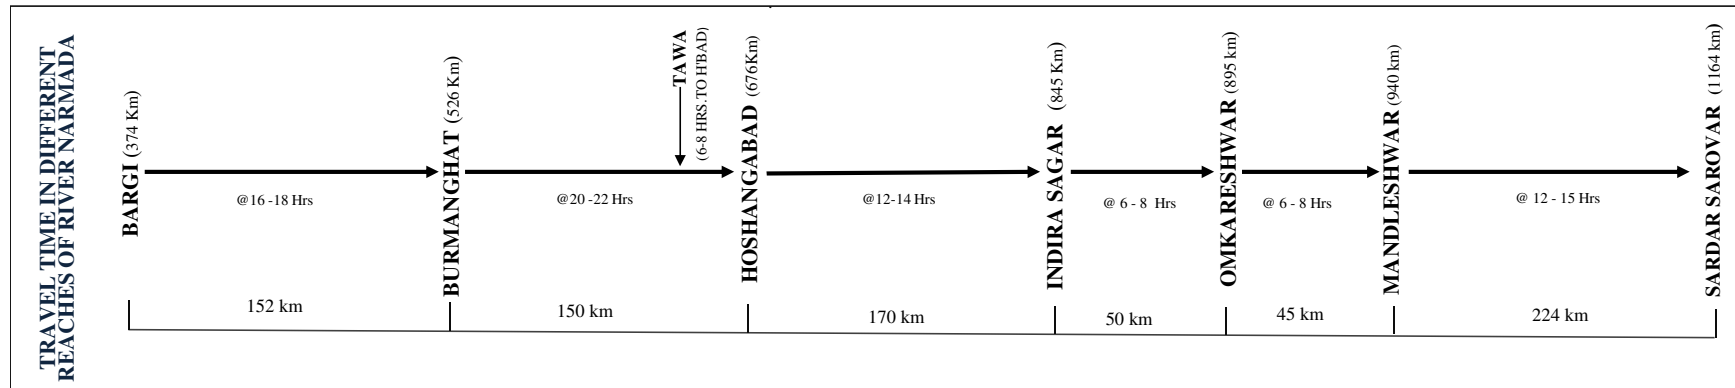 TRAVEL TIME IN DIFFERENT
REACHES OF RIVER NARMADA
BARGI (374 Km)
BURMANGHAT (526 Km)
TAWA
(6-8 HRS.TO H'BAD)
HOSHANGABAD (676Km)
INDIRA SAGAR (845 Km)
OMKARESHWAR (895 km)
MANDLESHWAR (940 km)
SARDAR SAROVAR (1164 km)
@16 -18 Hrs
@20 -22 Hrs
@12-14 Hrs
@ 6 - 8 Hrs
@ 6 - 8 Hrs
@ 12 - 15 Hrs
152 km
150 km
170 km
50 km
45 km
224 km